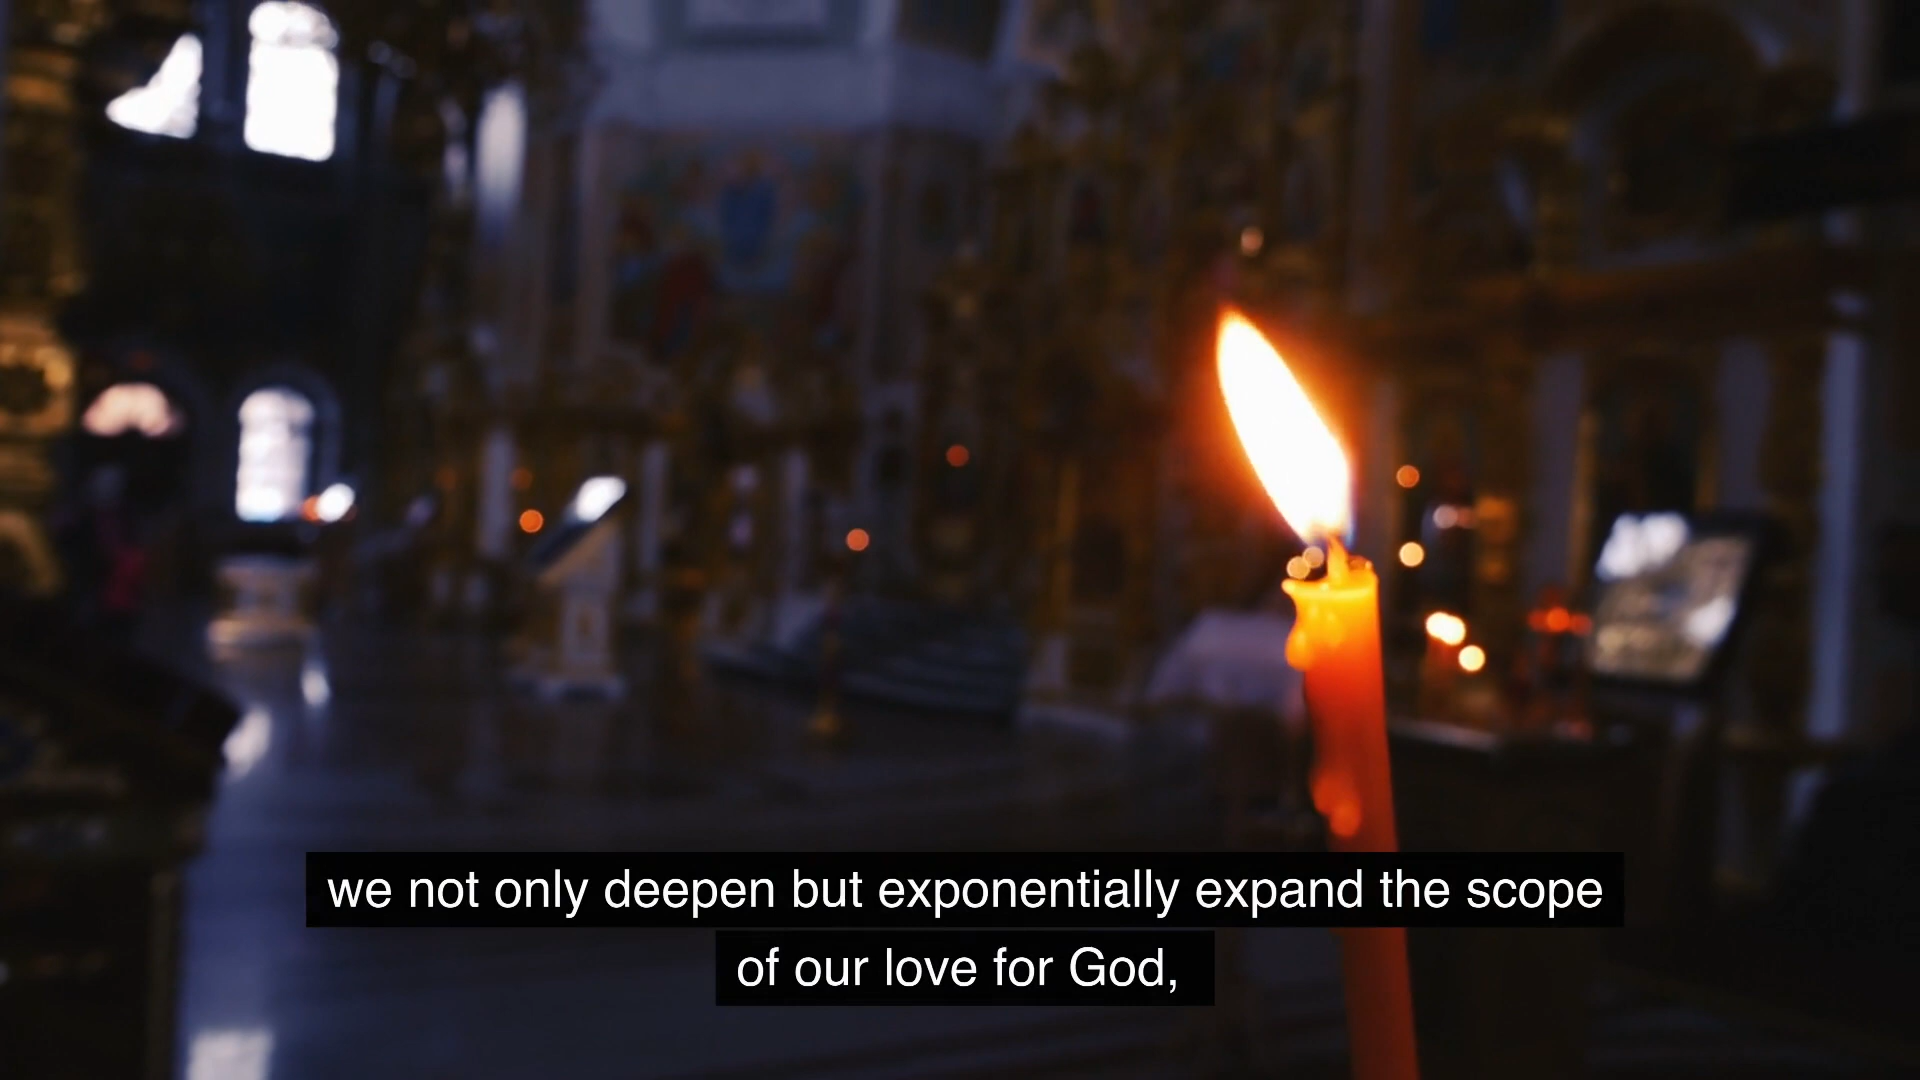 we not only deepen but exponentially expand the scope
of our love for God,